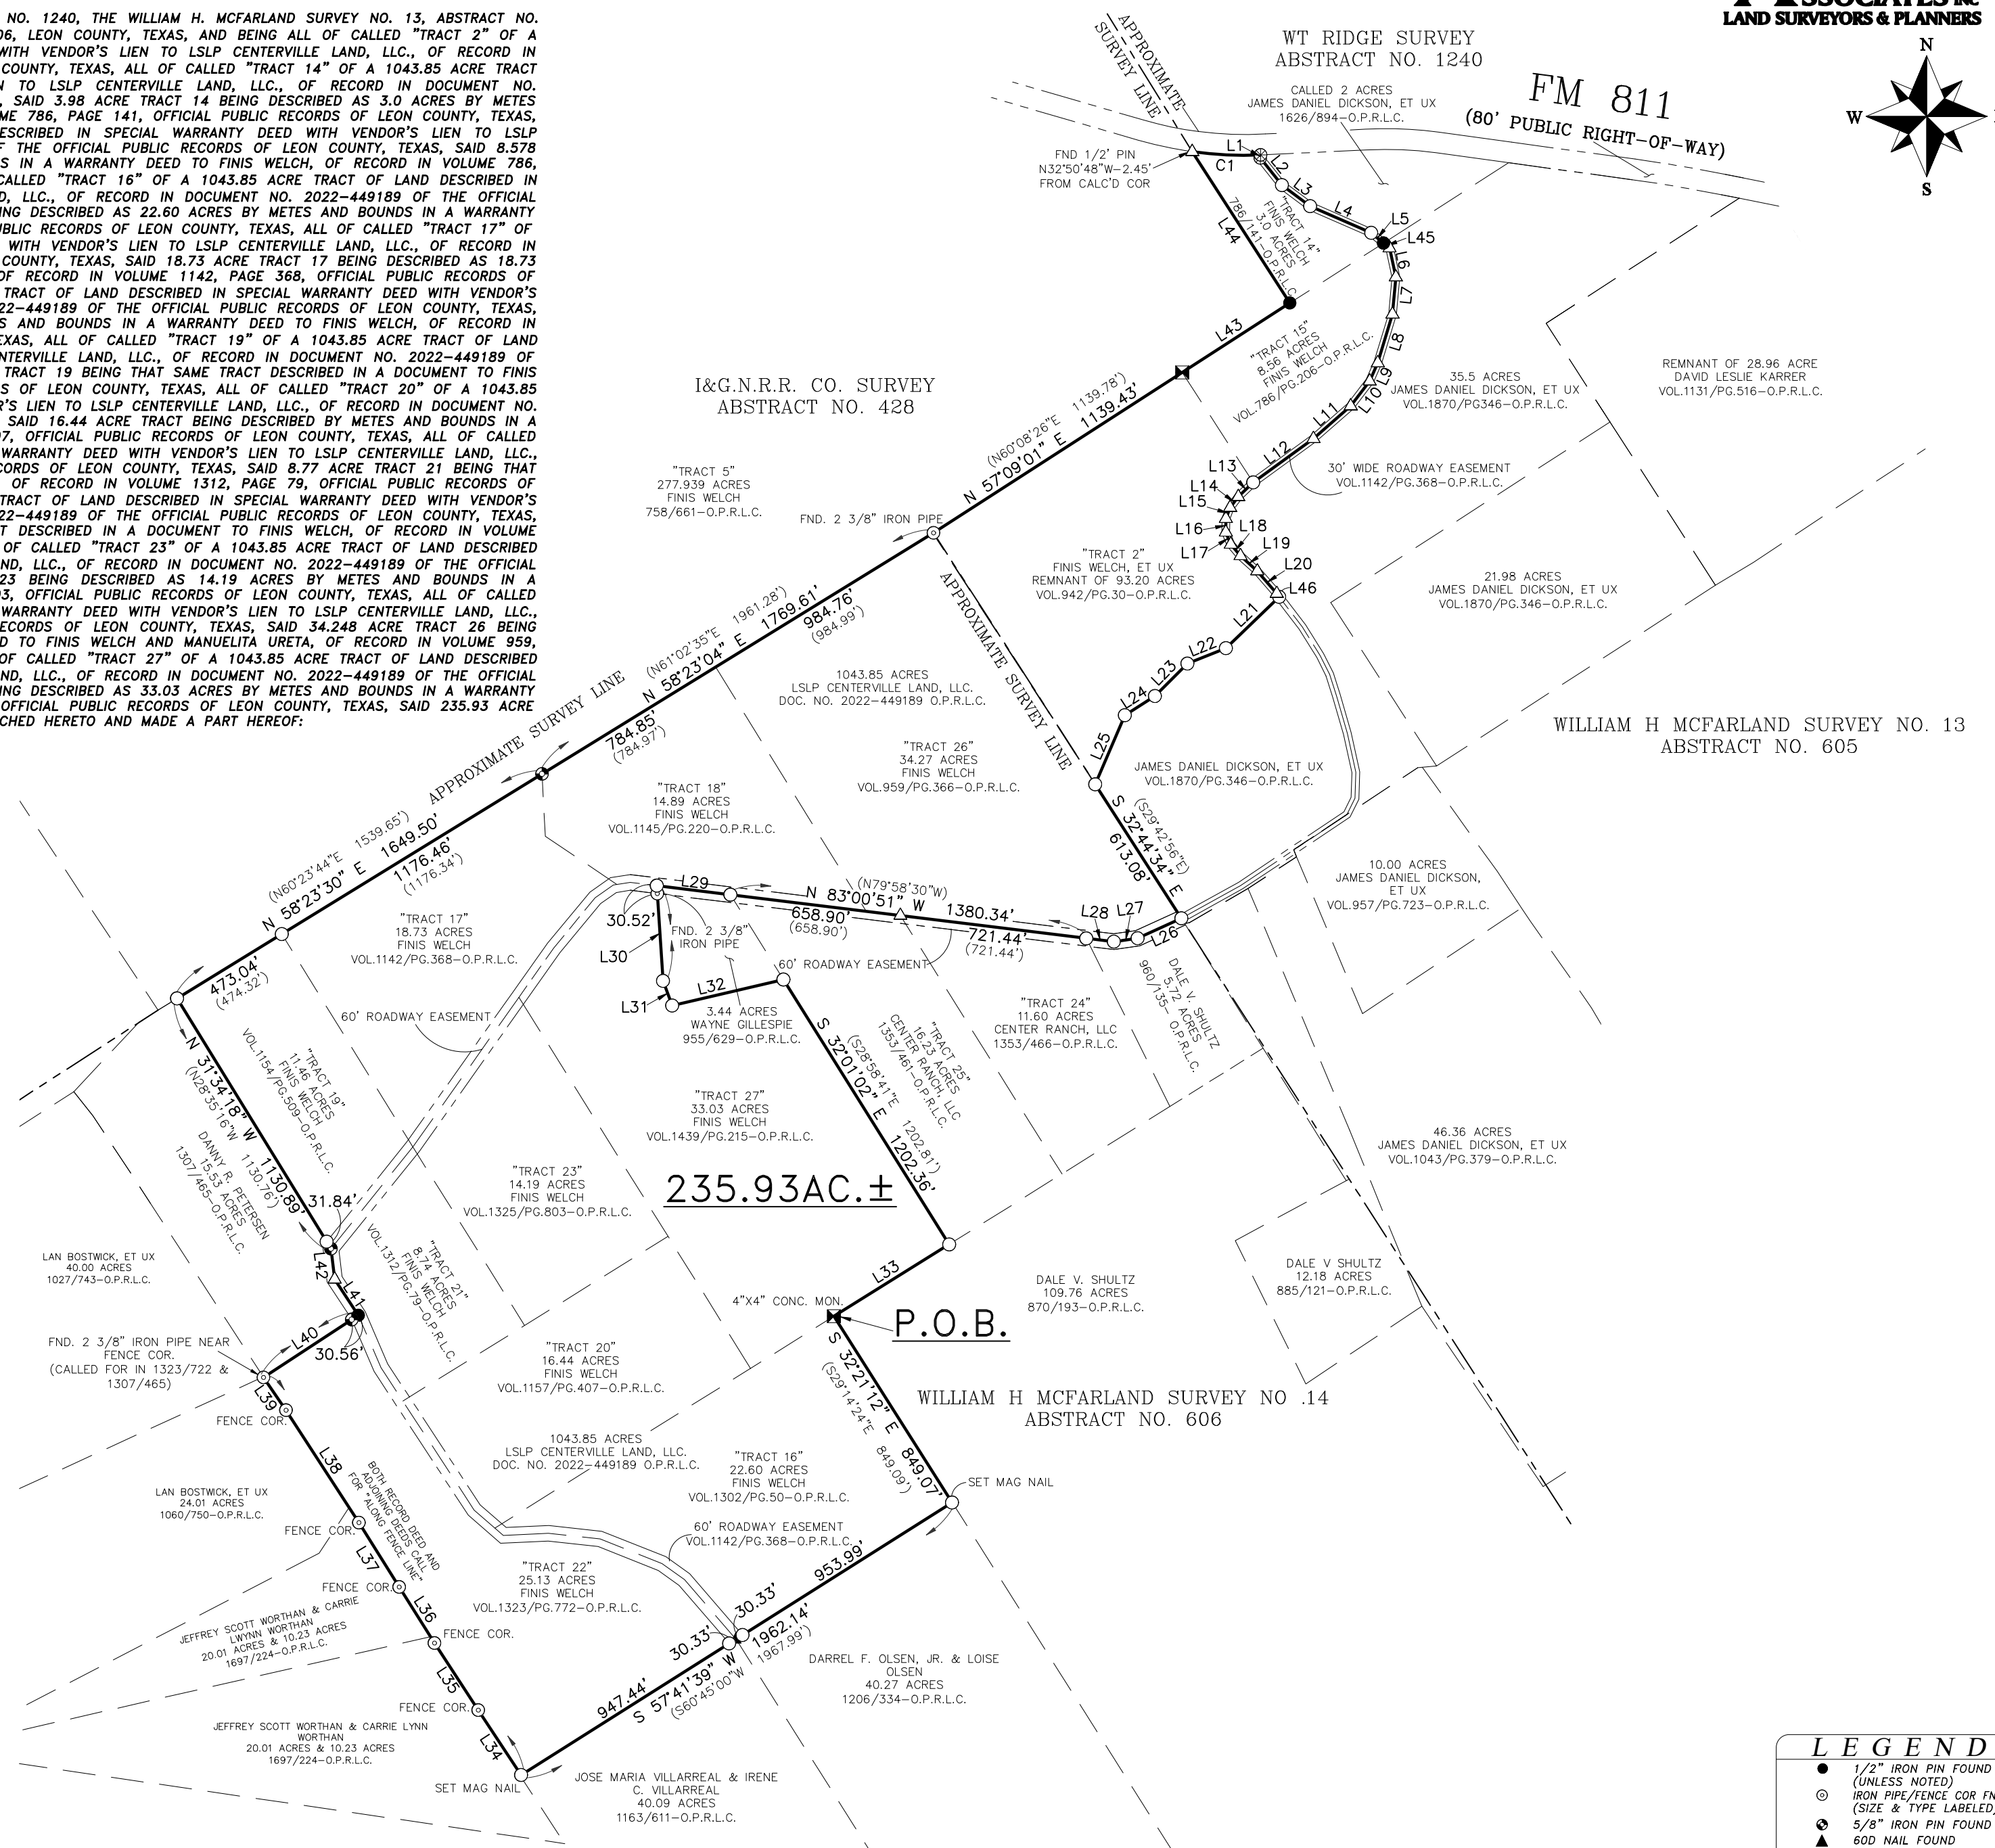 NO. 1240, THE WILLIAM H. MCFARLAND SURVEY NO. 13, ABSTRACT NO.
06, LEON COUNTY, TEXAS, AND BEING ALL OF CALLED "TRACT 2" OF A
WITH VENDOR'S LIEN TO LSLP CENTERVILLE LAND, LLC., OF RECORD IN
COUNTY, TEXAS, ALL OF CALLED "TRACT 14" OF A 1043.85 ACRE TRACT
N TO LSLP CENTERVILLE LAND, LLC., OF RECORD IN DOCUMENT NO.
, SAID 3.98 ACRE TRACT 14 BEING DESCRIBED AS 3.0 ACRES BY METES
ME 786, PAGE 141, OFFICIAL PUBLIC RECORDS OF LEON COUNTY, TEXAS,
ESCRIBED IN SPECIAL WARRANTY DEED WITH VENDOR'S LIEN TO LSLP
F THE OFFICIAL PUBLIC RECORDS OF LEON COUNTY, TEXAS, SAID 8.578
S IN A WARRANTY DEED TO FINIS WELCH, OF RECORD IN VOLUME 786,
CALLED "TRACT 16" OF A 1043.85 ACRE TRACT OF LAND DESCRIBED IN
D, LLC., OF RECORD IN DOCUMENT NO. 2022-449189 OF THE OFFICIAL
NG DESCRIBED AS 22.60 ACRES BY METES AND BOUNDS IN A WARRANTY
UBLIC RECORDS OF LEON COUNTY, TEXAS, ALL OF CALLED "TRACT 17" OF
WITH VENDOR'S LIEN TO LSLP CENTERVILLE LAND, LLC., OF RECORD IN
COUNTY, TEXAS, SAID 18.73 ACRE TRACT 17 BEING DESCRIBED AS 18.73
OF RECORD IN VOLUME 1142, PAGE 368, OFFICIAL PUBLIC RECORDS OF
TRACT OF LAND DESCRIBED IN SPECIAL WARRANTY DEED WITH VENDOR'S
22-449189 OF THE OFFICIAL PUBLIC RECORDS OF LEON COUNTY, TEXAS,
S AND BOUNDS IN A WARRANTY DEED TO FINIS WELCH, OF RECORD IN
EXAS, ALL OF CALLED "TRACT 19" OF A 1043.85 ACRE TRACT OF LAND
NTERVILLE LAND, LLC., OF RECORD IN DOCUMENT NO. 2022-449189 OF
TRACT 19 BEING THAT SAME TRACT DESCRIBED IN A DOCUMENT TO FINIS
S OF LEON COUNTY, TEXAS, ALL OF CALLED "TRACT 20" OF A 1043.85
R'S LIEN TO LSLP CENTERVILLE LAND, LLC., OF RECORD IN DOCUMENT NO.
SAID 16.44 ACRE TRACT BEING DESCRIBED BY METES AND BOUNDS IN A
07, OFFICIAL PUBLIC RECORDS OF LEON COUNTY, TEXAS, ALL OF CALLED
WARRANTY DEED WITH VENDOR'S LIEN TO LSLP CENTERVILLE LAND, LLC.,
CORDS OF LEON COUNTY, TEXAS, SAID 8.77 ACRE TRACT 21 BEING THAT
OF RECORD IN VOLUME 1312, PAGE 79, OFFICIAL PUBLIC RECORDS OF
TRACT OF LAND DESCRIBED IN SPECIAL WARRANTY DEED WITH VENDOR'S
22-449189 OF THE OFFICIAL PUBLIC RECORDS OF LEON COUNTY, TEXAS,
T DESCRIBED IN A DOCUMENT TO FINIS WELCH, OF RECORD IN VOLUME
OF CALLED "TRACT 23" OF A 1043.85 ACRE TRACT OF LAND DESCRIBED
ND, LLC., OF RECORD IN DOCUMENT NO. 2022-449189 OF THE OFFICIAL
23 BEING DESCRIBED AS 14.19 ACRES BY METES AND BOUNDS IN A
03, OFFICIAL PUBLIC RECORDS OF LEON COUNTY, TEXAS, ALL OF CALLED
WARRANTY DEED WITH VENDOR'S LIEN TO LSLP CENTERVILLE LAND, LLC.,
RECORDS OF LEON COUNTY, TEXAS, SAID 34.248 ACRE TRACT 26 BEING
D TO FINIS WELCH AND MANUELITA URETA, OF RECORD IN VOLUME 959,
OF CALLED "TRACT 27" OF A 1043.85 ACRE TRACT OF LAND DESCRIBED
ND, LLC., OF RECORD IN DOCUMENT NO. 2022-449189 OF THE OFFICIAL
ING DESCRIBED AS 33.03 ACRES BY METES AND BOUNDS IN A WARRANTY
OFFICIAL PUBLIC RECORDS OF LEON COUNTY, TEXAS, SAID 235.93 ACRE
CHED HERETO AND MADE A PART HEREOF:
LAND SURVEYORS & PLANNERS
N
W
S
APPROXIMATE
SURVEY LINE
WT RIDGE SURVEY
ABSTRACT NO. 1240
FM 811
(80' PUBLIC RIGHT-OF-WAY)
CALLED 2 ACRES
JAMES DANIEL DICKSON, ET UX
1626/894-O.P.R.L.C.
FND 1/2' PIN
N32°50'48"W-2.45'
FROM CALC'D COR
L1
C1
L2
L3
L4
L5
L45
L6
L7
L8
L9
L10
L11
L12
L13
L14
L15
L16
L17
L18
L19
L20
L46
L21
L22
L23
L24
L25
L44
L43
"TRACT 14"
FINIS WELCH
3.0 ACRES
786/141-O.P.R.L.C.
"TRACT 15"
8.56 ACRES
FINIS WELCH
VOL.786/PG.206-O.P.R.L.C.
35.5 ACRES
JAMES DANIEL DICKSON, ET UX
VOL.1870/PG346-O.P.R.L.C.
REMNANT OF 28.96 ACRE
DAVID LESLIE KARRER
VOL.1131/PG.516-O.P.R.L.C.
I&G.N.R.R. CO. SURVEY
ABSTRACT NO. 428
"TRACT 5"
277.939 ACRES
FINIS WELCH
758/661-O.P.R.L.C.
(N60°08'26"E 1139.78')
N 57°09'01" E 1139.43'
FND. 2 3/8" IRON PIPE
30' WIDE ROADWAY EASEMENT
VOL.1142/PG.368-O.P.R.L.C.
"TRACT 2"
FINIS WELCH, ET UX
REMNANT OF 93.20 ACRES
VOL.942/PG.30-O.P.R.L.C.
21.98 ACRES
JAMES DANIEL DICKSON, ET UX
VOL.1870/PG.346-O.P.R.L.C.
APPROXIMATE SURVEY LINE
APPROXIMATE SURVEY LINE
(N61°02'35"E 1961.28')
N 58°23'04" E 1769.61'
984.76'
(984.99')
784.85'
(784.97')
1043.85 ACRES
LSLP CENTERVILLE LAND, LLC.
DOC. NO. 2022-449189 O.P.R.L.C.
WILLIAM H MCFARLAND SURVEY NO. 13
ABSTRACT NO. 605
"TRACT 26"
34.27 ACRES
FINIS WELCH
VOL.959/PG.366-O.P.R.L.C.
JAMES DANIEL DICKSON, ET UX
VOL.1870/PG.346-O.P.R.L.C.
"TRACT 18"
14.89 ACRES
FINIS WELCH
VOL.1145/PG.220-O.P.R.L.C.
(S29°42'56"E)
S 32°44'34" E
613.08'
(N60°23'44"E 1539.65')
N 58°23'30" E 1649.50'
1176.46'
(1176.34')
473.04'
(474.32')
"TRACT 17"
18.73 ACRES
FINIS WELCH
VOL.1142/PG.368-O.P.R.L.C.
10.00 ACRES
JAMES DANIEL DICKSON,
ET UX
VOL.957/PG.723-O.P.R.L.C.
L29
(N79°58'30"W)
N 83°00'51" W 1380.34'
658.90'
(658.90')
721.44'
(721.44')
L28
L27
L26
30.52'
FND. 2 3/8"
IRON PIPE
L30
L31
L32
60' ROADWAY EASEMENT
60' ROADWAY EASEMENT
3.44 ACRES
WAYNE GILLESPIE
955/629-O.P.R.L.C.
"TRACT 24"
11.60 ACRES
CENTER RANCH, LLC
1353/466-O.P.R.L.C.
DALE V. SHULTZ
5.72 ACRES
960/135- O.P.R.L.C.
"TRACT 25"
16.23 ACRES
CENTER RANCH, LLC
1353/461-O.P.R.L.C.
S 32°01'02" E 1202.36'
(S28°58'41"E 1202.81')
N 31°34'18" W 1130.89'
(N28°35'16"W 1130.76')
"TRACT 19"
11.46 ACRES
FINIS WELCH
VOL.1154/PG.509-O.P.R.L.C.
DANNY R. PETERSEN
15.53 ACRES
1307/465-O.P.R.L.C.
"TRACT 27"
33.03 ACRES
FINIS WELCH
VOL.1439/PG.215-O.P.R.L.C.
46.36 ACRES
JAMES DANIEL DICKSON, ET UX
VOL.1043/PG.379-O.P.R.L.C.
"TRACT 23"
14.19 ACRES
FINIS WELCH
VOL.1325/PG.803-O.P.R.L.C.
235.93AC.±
31.84'
L42
L41
"TRACT 21"
8.74 ACRES
FINIS WELCH
VOL.1312/PG.79-O.P.R.L.C.
LAN BOSTWICK, ET UX
40.00 ACRES
1027/743-O.P.R.L.C.
L33
4"X4" CONC. MON.
P.O.B.
DALE V. SHULTZ
109.76 ACRES
870/193-O.P.R.L.C.
DALE V SHULTZ
12.18 ACRES
885/121-O.P.R.L.C.
FND. 2 3/8" IRON PIPE NEAR
FENCE COR.
(CALLED FOR IN 1323/722 &
1307/465)
L40
30.56'
L39
FENCE COR.
"TRACT 20"
16.44 ACRES
FINIS WELCH
VOL.1157/PG.407-O.P.R.L.C.
S 32°21'12" E 849.07'
(S29°14'24"E 849.09')
WILLIAM H MCFARLAND SURVEY NO .14
ABSTRACT NO. 606
1043.85 ACRES
LSLP CENTERVILLE LAND, LLC.
DOC. NO. 2022-449189 O.P.R.L.C.
"TRACT 16"
22.60 ACRES
FINIS WELCH
VOL.1302/PG.50-O.P.R.L.C.
SET MAG NAIL
L38
BOTH RECORD DEED AND
ADJOINING DEEDS CALL
FOR "ALONG FENCE LINE"
LAN BOSTWICK, ET UX
24.01 ACRES
1060/750-O.P.R.L.C.
FENCE COR.
60' ROADWAY EASEMENT
VOL.1142/PG.368-O.P.R.L.C.
L37
"TRACT 22"
25.13 ACRES
FINIS WELCH
VOL.1323/PG.772-O.P.R.L.C.
FENCE COR.
L36
953.99'
30.33'
30.33'
1962.14'
947.44'
S 57°41'39" W
(S60°45'00"W 1967.99')
JEFFREY SCOTT WORTHAN & CARRIE
LWYNN WORTHAN
20.01 ACRES & 10.23 ACRES
1697/224-O.P.R.L.C.
FENCE COR.
L35
DARREL F. OLSEN, JR. & LOISE
OLSEN
40.27 ACRES
1206/334-O.P.R.L.C.
FENCE COR.
L34
JEFFREY SCOTT WORTHAN & CARRIE LYNN
WORTHAN
20.01 ACRES & 10.23 ACRES
1697/224-O.P.R.L.C.
SET MAG NAIL
JOSE MARIA VILLARREAL & IRENE
C. VILLARREAL
40.09 ACRES
1163/611-O.P.R.L.C.
LEGEND
1/2" IRON PIN FOUND
(UNLESS NOTED)
IRON PIPE/FENCE COR FN
(SIZE & TYPE LABELED)
5/8" IRON PIN FOUND
60D NAIL FOUND